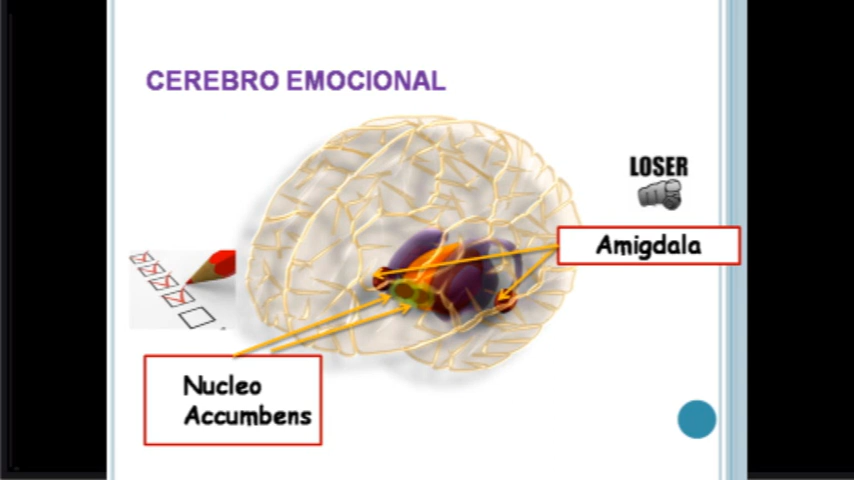 CEREBRO EMOCIONAL
LOSER
Amigdala
Nucleo
Accumbens